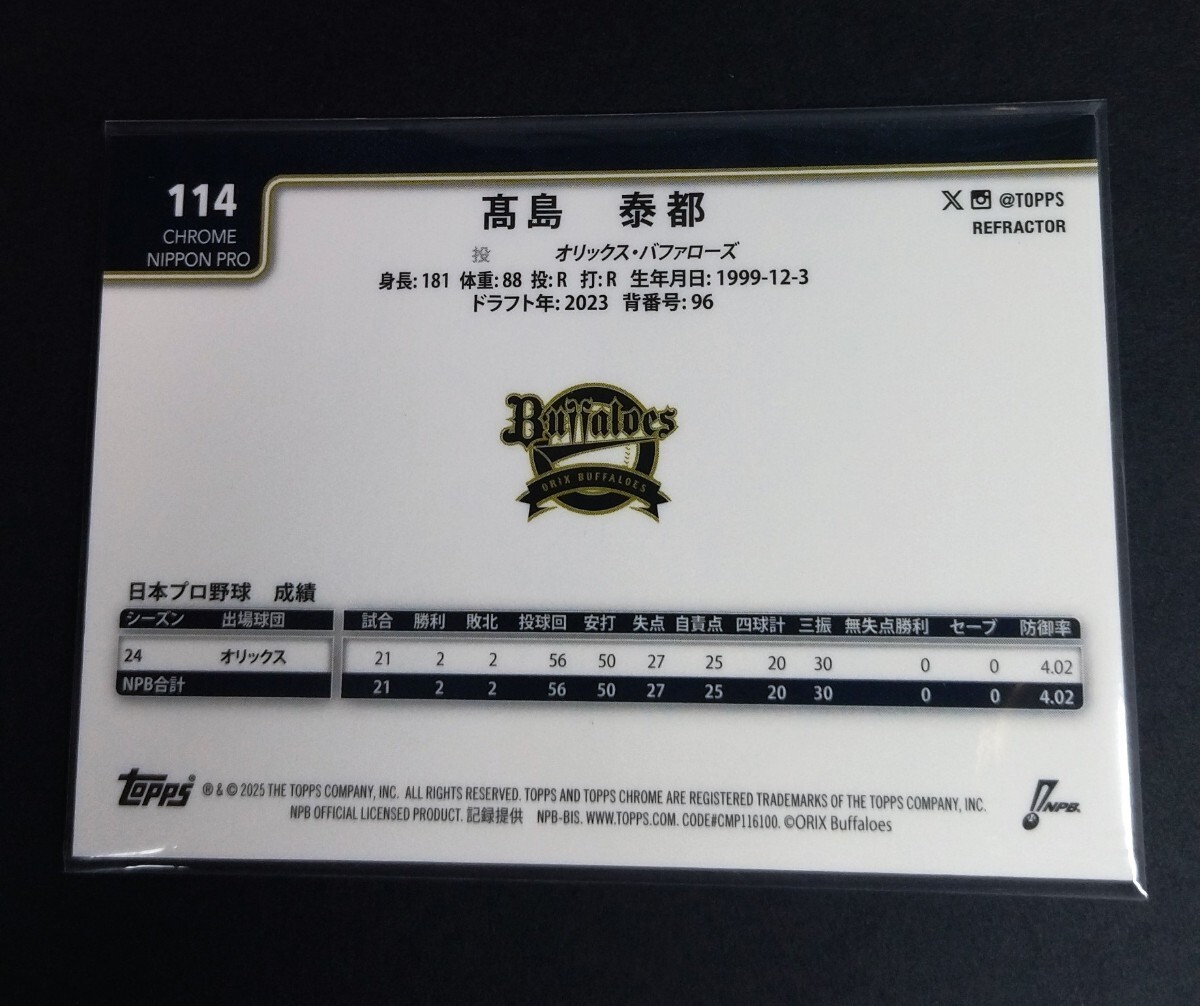 114
CHROME
NIPPON PRO
髙島　泰都
投　オリックス・バファローズ
身長: 181 体重: 88 投: R 打: R 生年月日: 1999-12-3
ドラフト年: 2023 背番号: 96
@TOPPS
REFRACTOR
Buffaloes
ORIX BUFFALOES
日本プロ野球　成績
シーズン 出場球団 試合 勝利 敗北 投球回 安打 失点 自責点 四球計 三振 無失点勝利 セーブ 防御率
24 オリックス 21 2 2 56 50 27 25 20 30 0 0 4.02
NPB合計 21 2 2 56 50 27 25 20 30 0 0 4.02
topps® ® & © 2025 THE TOPPS COMPANY, INC. ALL RIGHTS RESERVED. TOPPS AND TOPPS CHROME ARE REGISTERED TRADEMARKS OF THE TOPPS COMPANY, INC.
NPB OFFICIAL LICENSED PRODUCT. 記録提供 NPB-BIS. WWW.TOPPS.COM. CODE#CMP116100. ©ORIX Buffaloes
NPB.